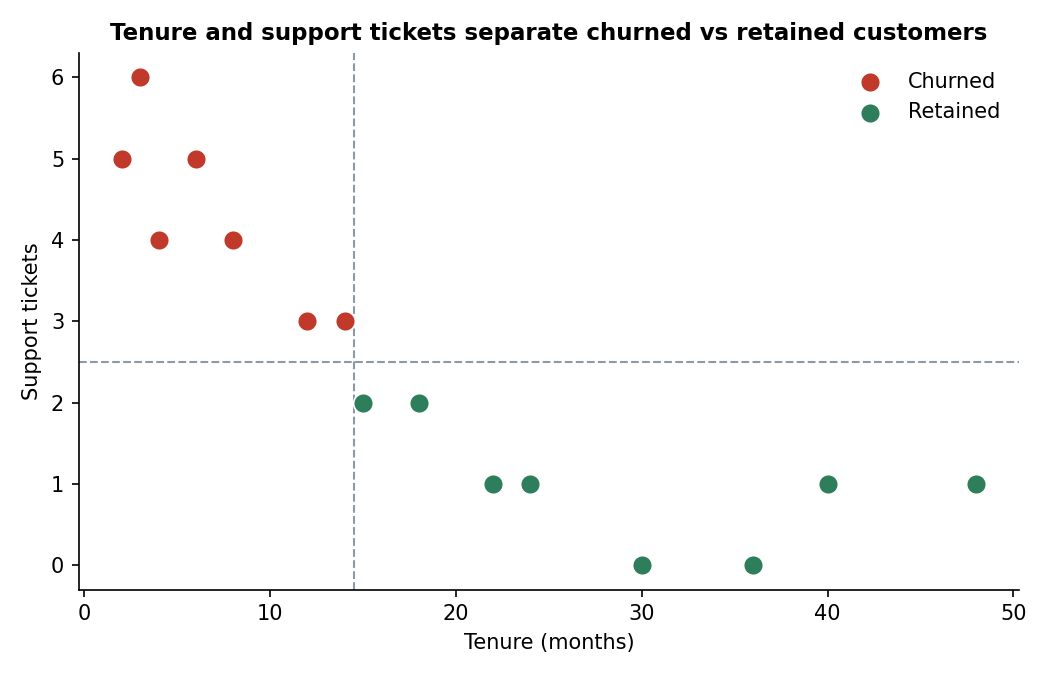 Tenure and support tickets separate churned vs retained customers
Churned
Retained
6
5
4
3
2
1
0
Support tickets
0 10 20 30 40 50
Tenure (months)